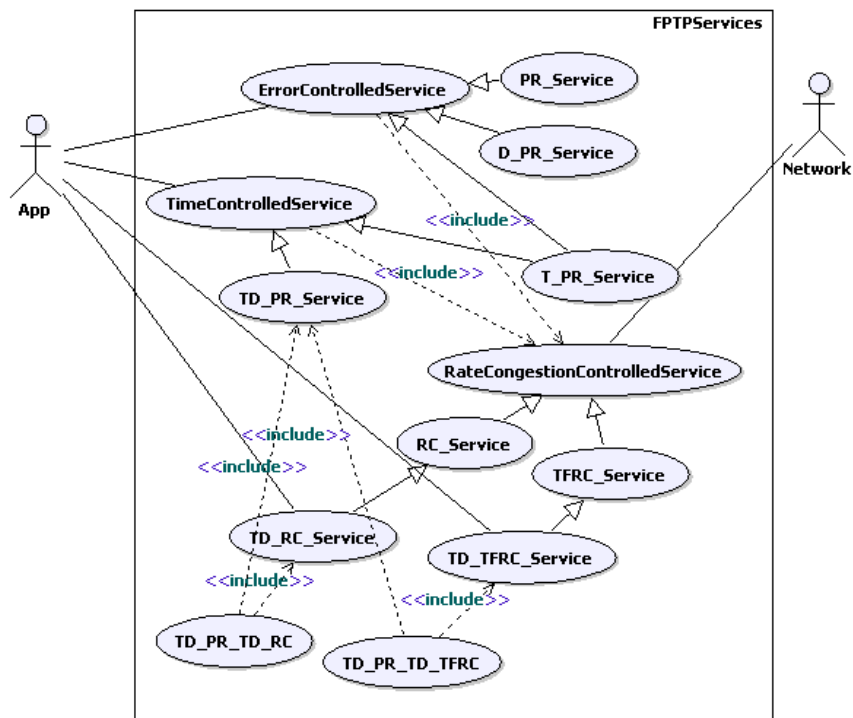 FPTPServices
ErrorControlledService
PR_Service
D_PR_Service
App
Network
TimeControlledService
<<include>>
<<include>>
T_PR_Service
TD_PR_Service
RateCongestionControlledService
<<include>>
RC_Service
<<include>>
TFRC_Service
TD_RC_Service
TD_TFRC_Service
<<include>>
<<include>>
TD_PR_TD_RC
TD_PR_TD_TFRC